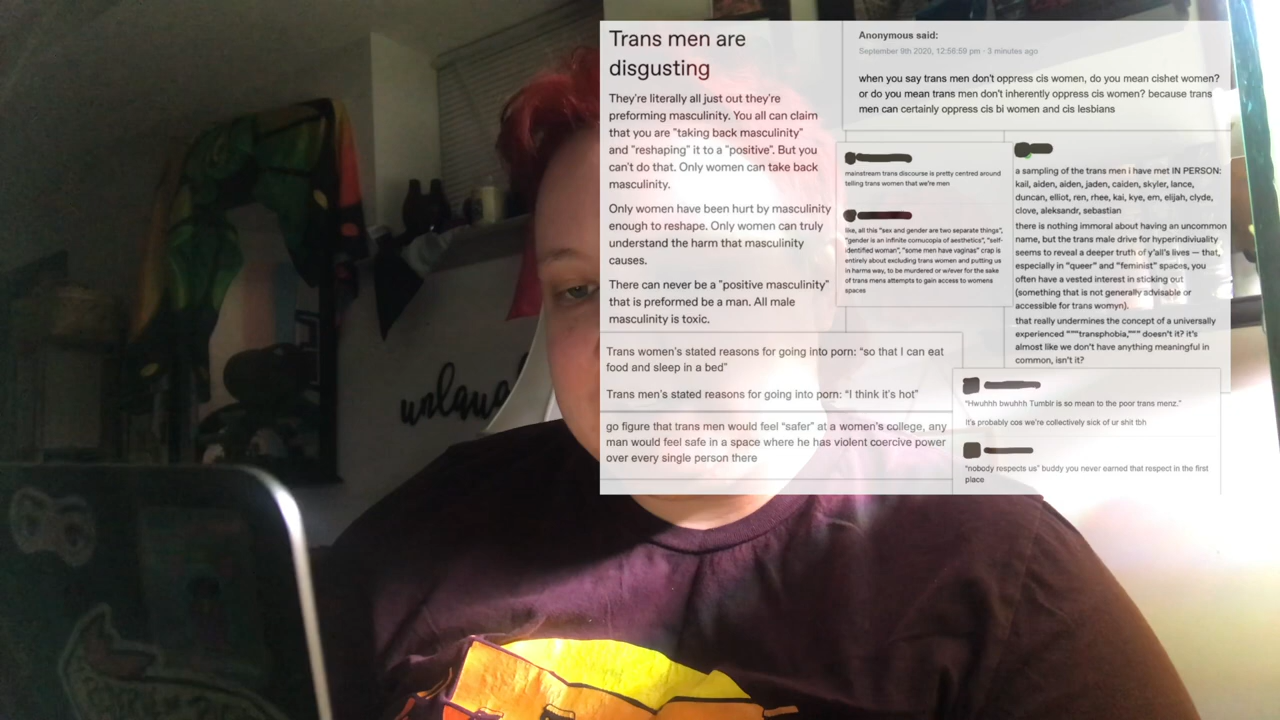 Trans men are
disgusting
They're literally all just out they're
preforming masculinity. You all can claim
that you are "taking back masculinity"
and "reshaping" it to a "positive". But you
can't do that. Only women can take back
masculinity.
Only women have been hurt by masculinity
enough to reshape. Only women can truly
understand the harm that masculinity
causes.
There can never be a "positive masculinity"
that is preformed be a man. All male
masculinity is toxic.
Anonymous said:
September 9th 2020, 12:56:59 pm · 3 minutes ago
when you say trans men don't oppress cis women, do you mean cishet women?
or do you mean trans men don't inherently oppress cis women? because trans
men can certainly oppress cis bi women and cis lesbians
mainstream trans discourse is pretty centred around
telling trans women that we're men
like, all this "sex and gender are two separate things",
"gender is an infinite cornucopia of aesthetics", "self-
identified woman", "some men have vaginas" crap is
entirely about excluding trans women and putting us
in harms way, to be murdered or w/ever for the sake
of trans mens attempts to gain access to womens
spaces
a sampling of the trans men i have met IN PERSON:
kail, aiden, aiden, jaden, caiden, skyler, lance,
duncan, elliot, ren, rhee, kai, kye, em, elijah, clyde,
clove, aleksandr, sebastian
there is nothing immoral about having an uncommon
name, but the trans male drive for hyperindiviuality
seems to reveal a deeper truth of y'all's lives — that,
especially in "queer" and "feminist" spaces, you
often have a vested interest in sticking out
(something that is not generally advisable or
accessible for trans womyn).
that really undermines the concept of a universally
experienced """transphobia,""" doesn't it? it's
almost like we don't have anything meaningful in
common, isn't it?
Trans women's stated reasons for going into porn: "so that I can eat
food and sleep in a bed"
Trans men's stated reasons for going into porn: "I think it's hot"
go figure that trans men would feel "safer" at a women's college, any
man would feel safe in a space where he has violent coercive power
over every single person there
"Hwuhhh bwuhhh Tumblr is so mean to the poor trans menz."
It's probably cos we're collectively sick of ur shit tbh
"nobody respects us" buddy you never earned that respect in the first
place